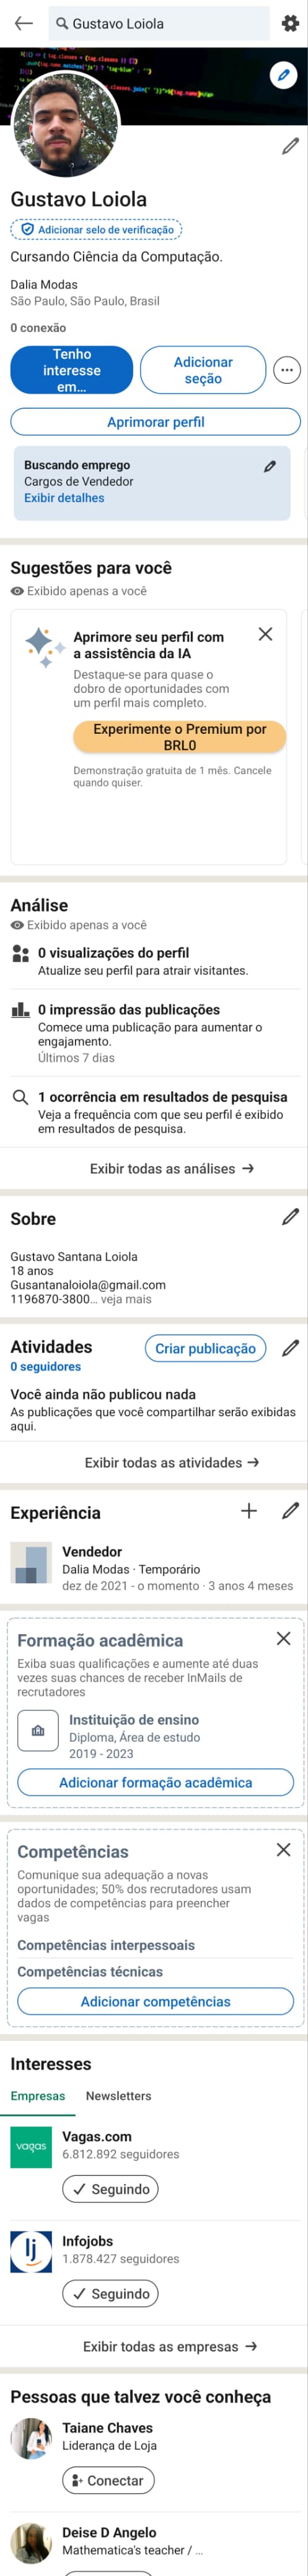 Gustavo Loiola
Gustavo Loiola
Adicionar selo de verificação
Cursando Ciência da Computação.
Dalia Modas
São Paulo, São Paulo, Brasil
0 conexão
Tenho
interesse
em...
Adicionar
seção
Aprimorar perfil
Buscando emprego
Cargos de Vendedor
Exibir detalhes
Sugestões para você
Exibido apenas a você
Aprimore seu perfil com
a assistência da IA
Destaque-se para quase o
dobro de oportunidades com
um perfil mais completo.
Experimente o Premium por
BRL0
Demonstração gratuita de 1 mês. Cancele
quando quiser.
Análise
Exibido apenas a você
0 visualizações do perfil
Atualize seu perfil para atrair visitantes.
0 impressão das publicações
Comece uma publicação para aumentar o
engajamento.
Últimos 7 dias
1 ocorrência em resultados de pesquisa
Veja a frequência com que seu perfil é exibido
em resultados de pesquisa.
Exibir todas as análises →
Sobre
Gustavo Santana Loiola
18 anos
Gusantanaloiola@gmail.com
1196870-3800... veja mais
Atividades
Criar publicação
0 seguidores
Você ainda não publicou nada
As publicações que você compartilhar serão exibidas
aqui.
Exibir todas as atividades →
Experiência
Vendedor
Dalia Modas · Temporário
dez de 2021 - o momento · 3 anos 4 meses
Formação acadêmica
Exiba suas qualificações e aumente até duas
vezes suas chances de receber InMails de
recrutadores
Instituição de ensino
Diploma, Área de estudo
2019 - 2023
Adicionar formação acadêmica
Competências
Comunique sua adequação a novas
oportunidades; 50% dos recrutadores usam
dados de competências para preencher
vagas
Competências interpessoais
Competências técnicas
Adicionar competências
Interesses
Empresas Newsletters
vagas
Vagas.com
6.812.892 seguidores
Seguindo
Infojobs
1.878.427 seguidores
Seguindo
Exibir todas as empresas →
Pessoas que talvez você conheça
Taiane Chaves
Liderança de Loja
Conectar
Deise D Angelo
Mathematica's teacher / ...